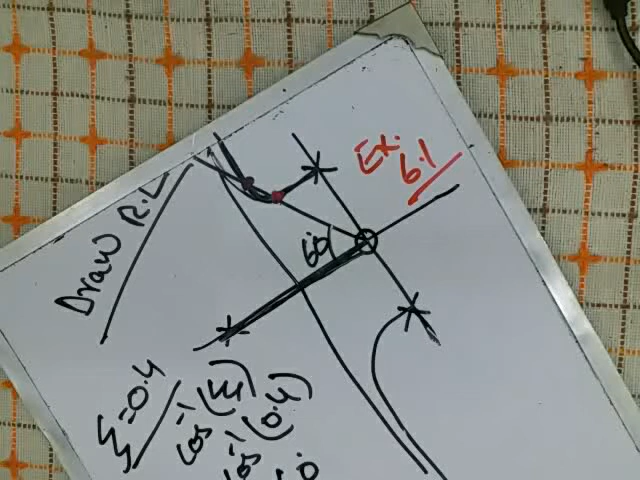 Draw R.L
Ex. 6.1
60°
ξ = 0.4
cos⁻¹(ξ)
cos⁻¹(0.4)